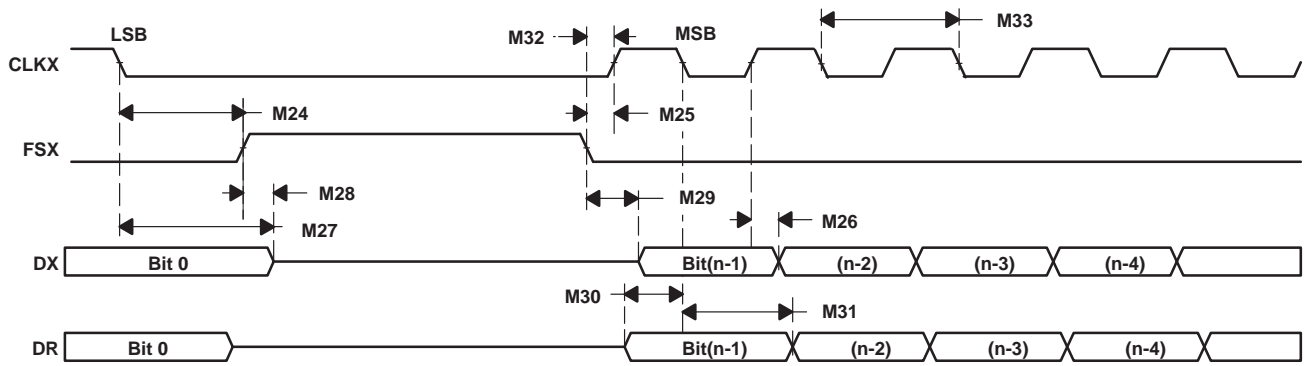 LSB
M32
MSB
M33
CLKX
M24
M25
FSX
M28
M29
M27
M26
DX
Bit 0
Bit(n-1)
(n-2)
(n-3)
(n-4)
M30
M31
DR
Bit 0
Bit(n-1)
(n-2)
(n-3)
(n-4)